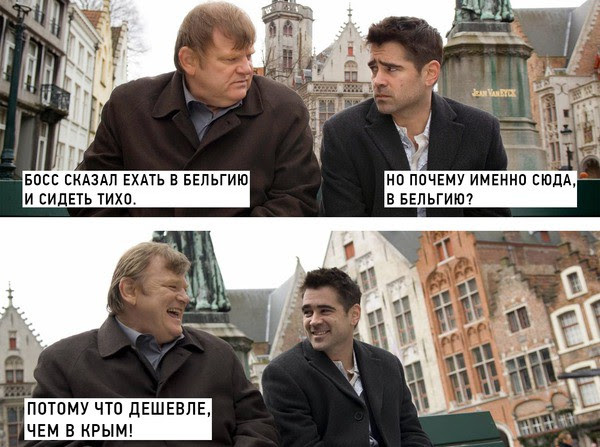 JEAN VAN EYCK
БОСС СКАЗАЛ ЕХАТЬ В БЕЛЬГИЮ
И СИДЕТЬ ТИХО.
НО ПОЧЕМУ ИМЕННО СЮДА,
В БЕЛЬГИЮ?
ПОТОМУ ЧТО ДЕШЕВЛЕ,
ЧЕМ В КРЫМ!